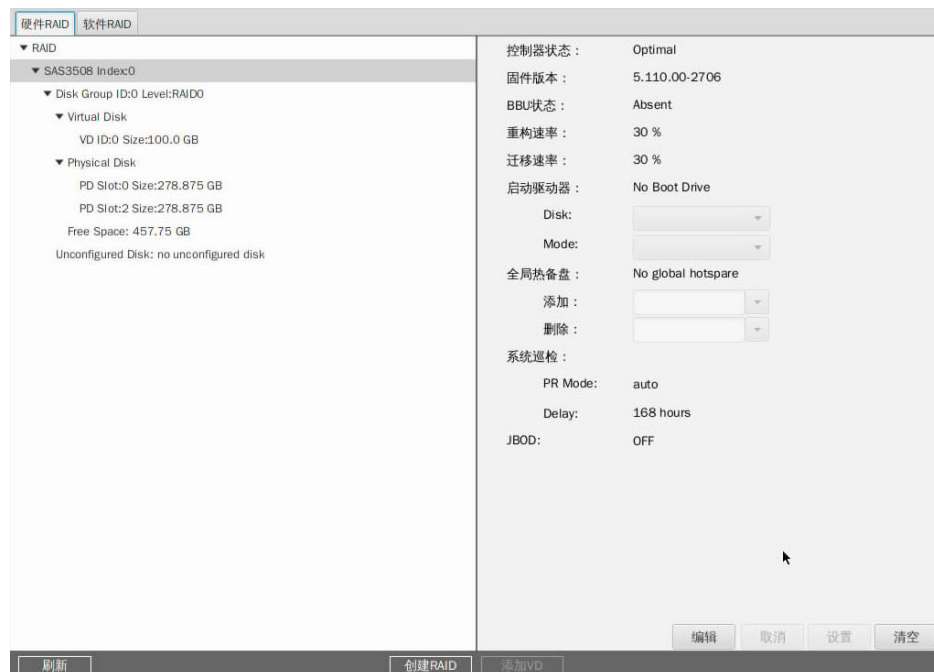 硬件RAID 软件RAID
RAID
SAS3508 Index:0
Disk Group ID:0 Level:RAID0
Virtual Disk
VD ID:0 Size:100.0 GB
Physical Disk
PD Slot:0 Size:278.875 GB
PD Slot:2 Size:278.875 GB
Free Space: 457.75 GB
Unconfigured Disk: no unconfigured disk
控制器状态： Optimal
固件版本： 5.110.00-2706
BBU状态： Absent
重构速率： 30 %
迁移速率： 30 %
启动驱动器： No Boot Drive
Disk:
Mode:
全局热备盘： No global hotspare
添加：
删除：
系统巡检：
PR Mode: auto
Delay: 168 hours
JBOD: OFF
编辑 取消 设置 清空
刷新 创建RAID 添加VD